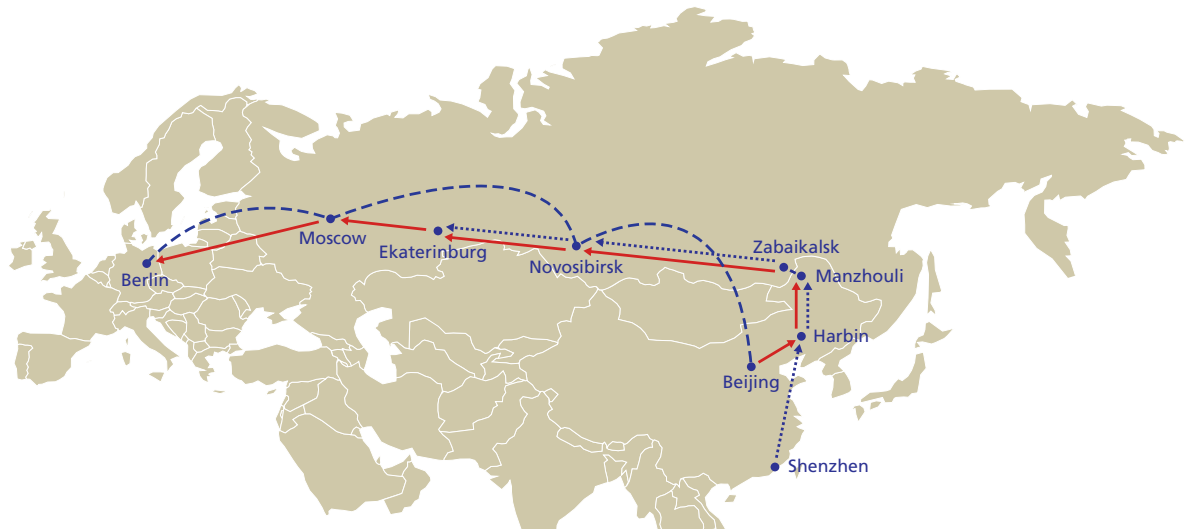 Moscow
Ekaterinburg
Novosibirsk
Zabaikalsk
Manzhouli
Berlin
Harbin
Beijing
Shenzhen